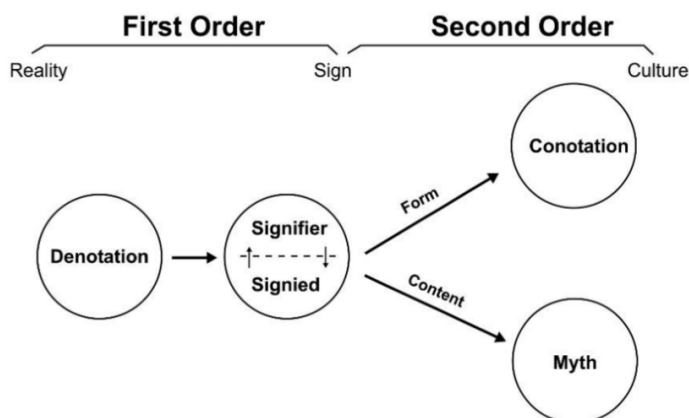 First Order
Second Order
Reality
Sign
Culture
Conotation
Form
Signifier
Denotation
Signied
Content
Myth